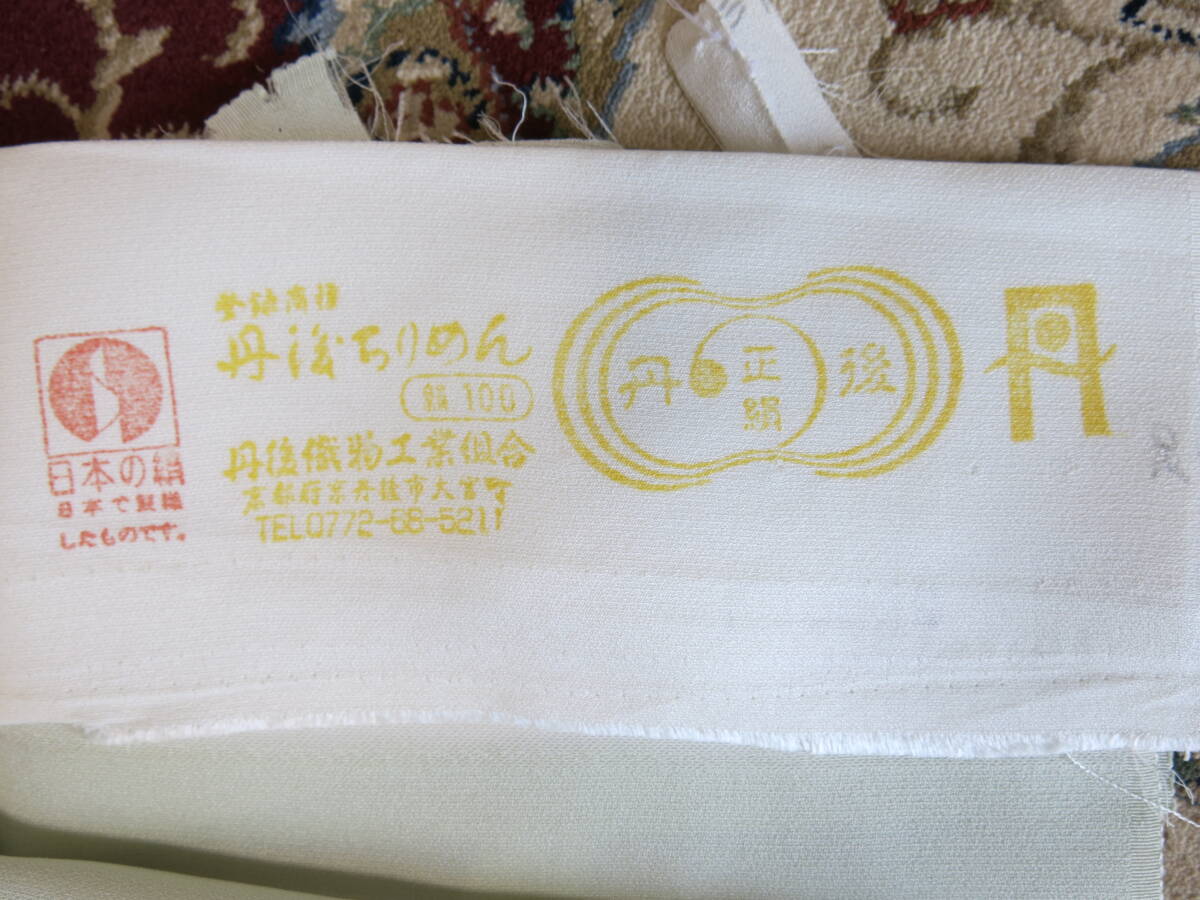 日本の絹
日本で製織
したものです。
登録商標
丹後ちりめん
絹100
丹後織物工業組合
京都府京丹後市大宮町
TEL0772-68-5211
丹 正絹 後
丹